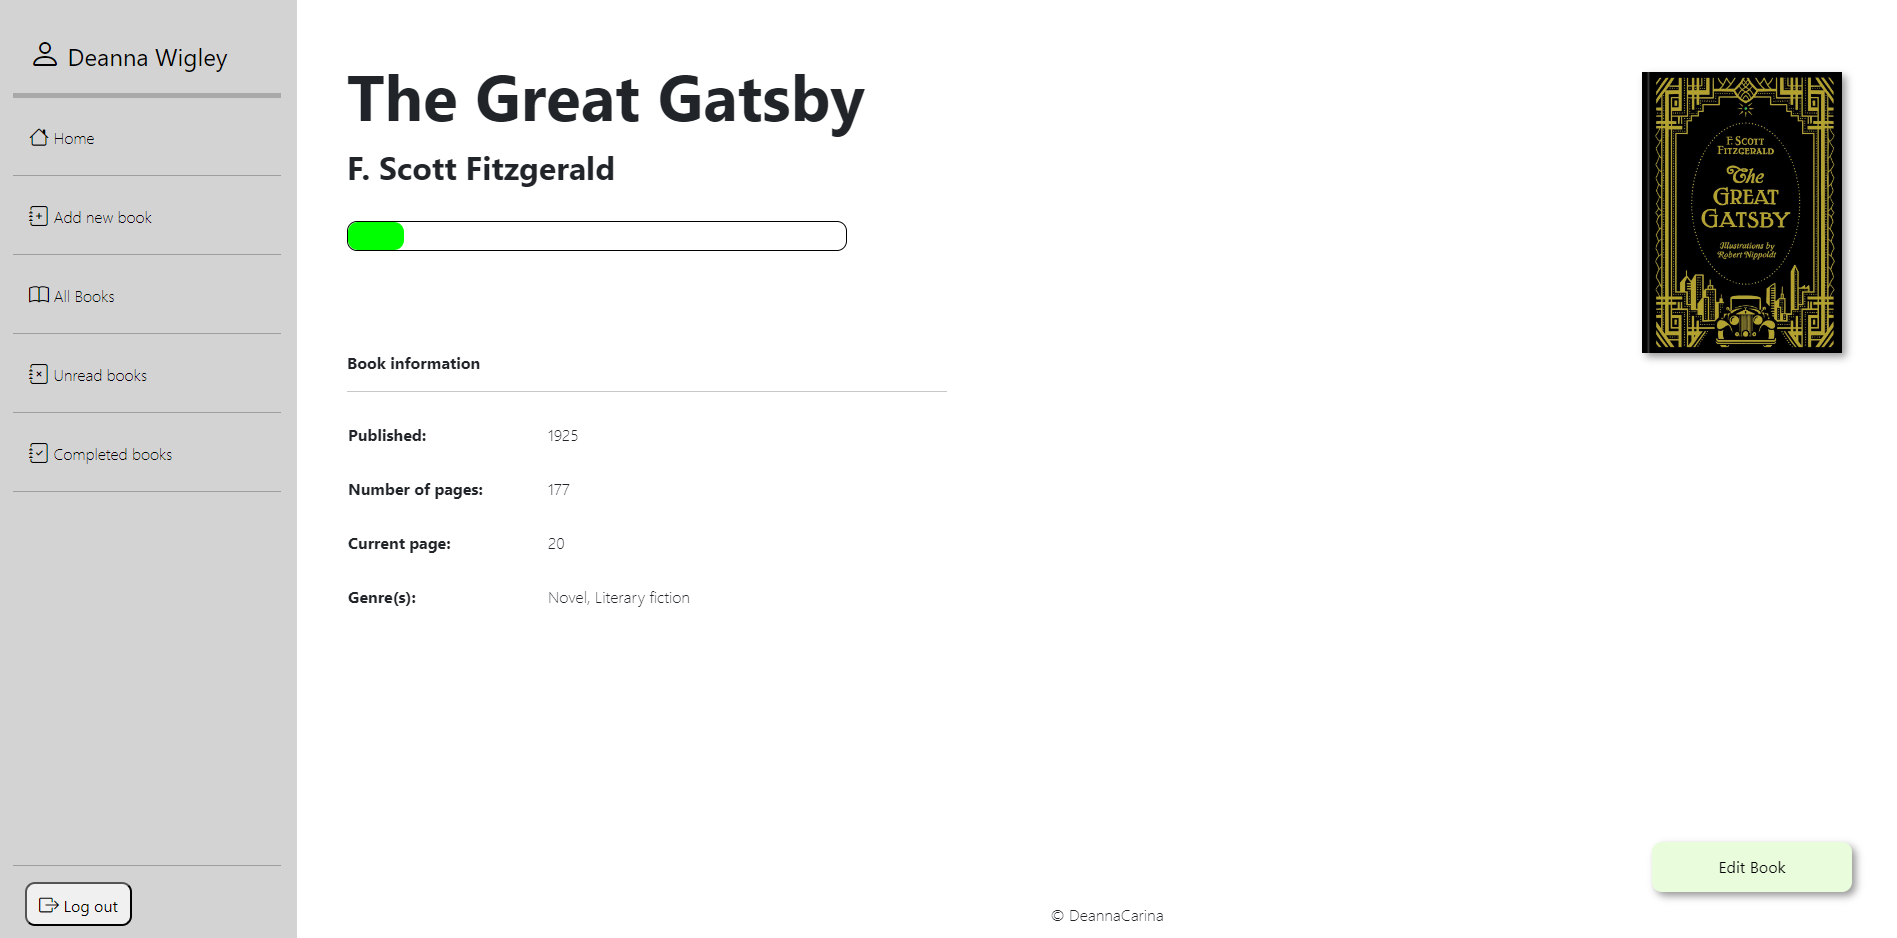 Deanna Wigley
Home
Add new book
All Books
Unread books
Completed books
Log out
The Great Gatsby
F. Scott Fitzgerald
Book information
Published: 1925
Number of pages: 177
Current page: 20
Genre(s): Novel, Literary fiction
F. SCOTT
FITZGERALD
The
GREAT
GATSBY
Illustrations by
Robert Nippoldt
Edit Book
© DeannaCarina